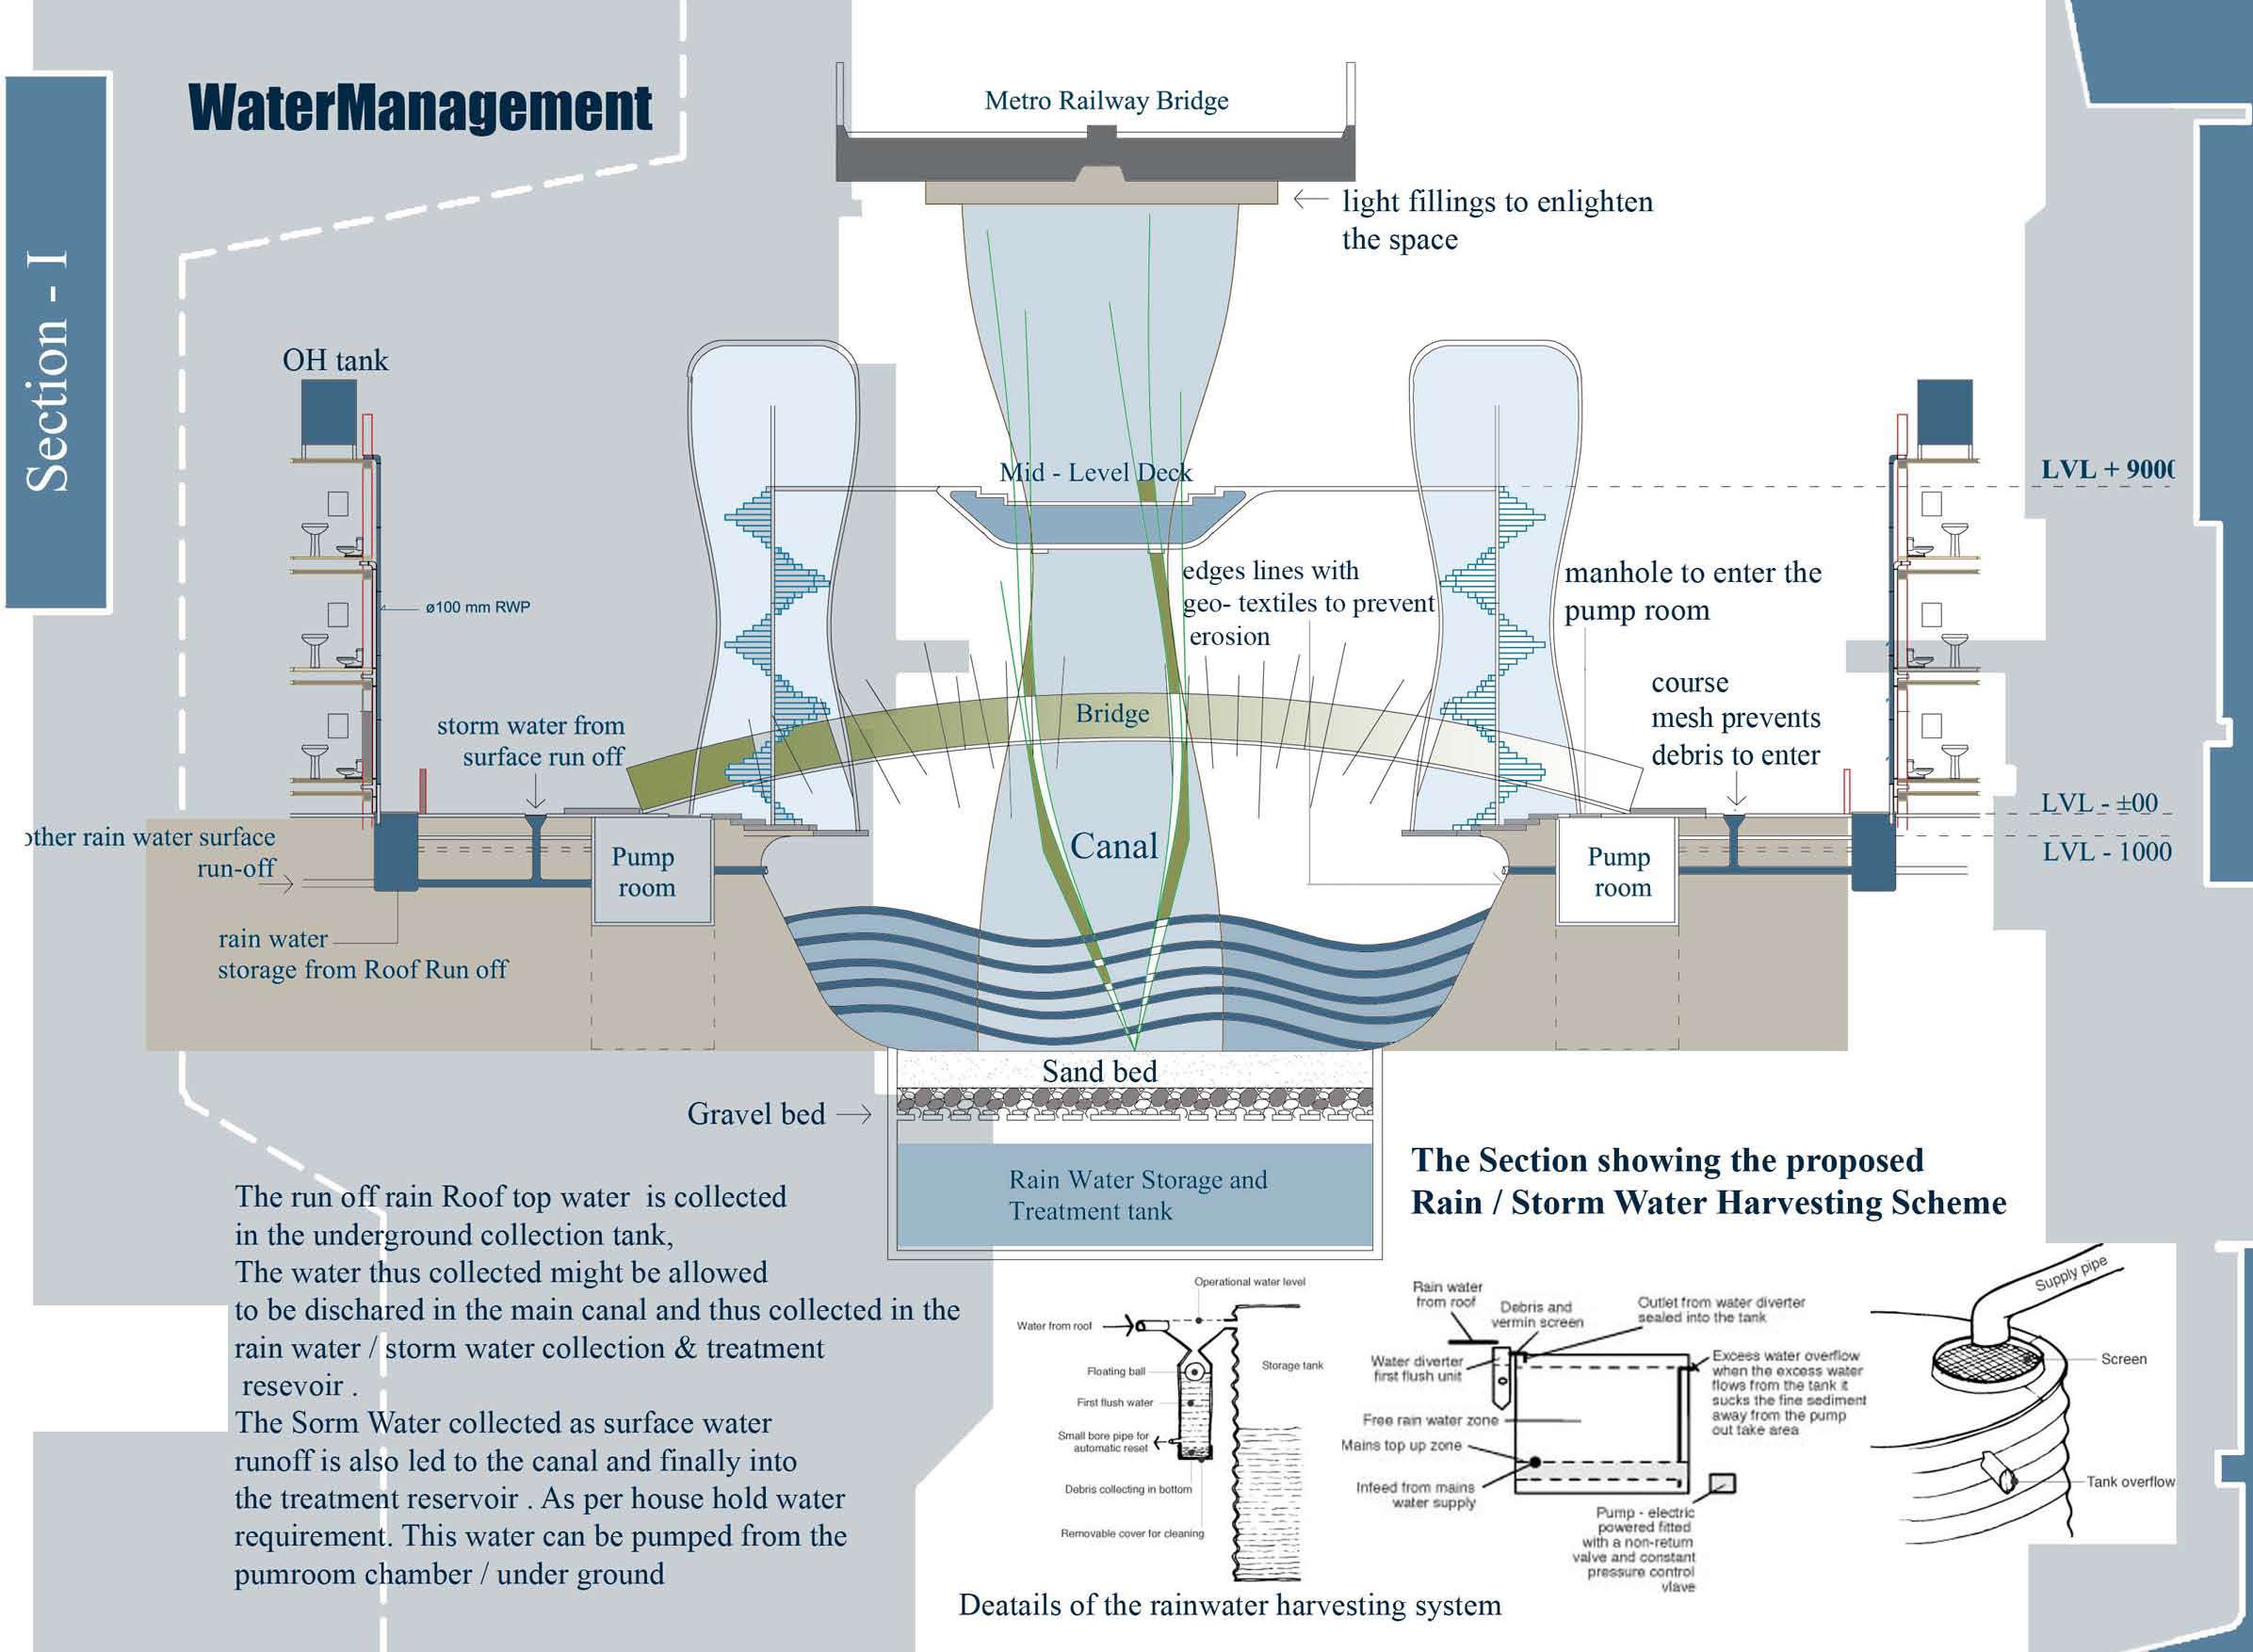 WaterManagement
Section - I
Metro Railway Bridge
light fillings to enlighten
the space
OH tank
Mid - Level Deck
LVL + 900
ø100 mm RWP
edges lines with
geo- textiles to prevent
erosion
manhole to enter the
pump room
course
mesh prevents
debris to enter
storm water from
surface run off
Bridge
LVL - ±00
LVL - 1000
other rain water surface
run-off
Pump
room
Canal
Pump
room
rain water
storage from Roof Run off
Sand bed
Gravel bed
Rain Water Storage and
Treatment tank
The Section showing the proposed
Rain / Storm Water Harvesting Scheme
The run off rain Roof top water is collected
in the underground collection tank,
The water thus collected might be allowed
to be dischared in the main canal and thus collected in the
rain water / storm water collection & treatment
resevoir .
The Sorm Water collected as surface water
runoff is also led to the canal and finally into
the treatment reservoir . As per house hold water
requirement. This water can be pumped from the
pumroom chamber / under ground
Operational water level
Water from roof
Storage tank
Floating ball
First flush water
Small bore pipe for
automatic reset
Debris collecting in bottom
Removable cover for cleaning
Rain water
from roof
Debris and
vermin screen
Outlet from water diverter
sealed into the tank
Water diverter
first flush unit
Excess water overflow
when the excess water
flows from the tank it
sucks the fine sediment
away from the pump
out take area
Free rain water zone
Mains top up zone
Infeed from mains
water supply
Pump - electric
powered fitted
with a non-return
valve and constant
pressure control
vlave
Supply pipe
Screen
Tank overflow
Deatails of the rainwater harvesting system